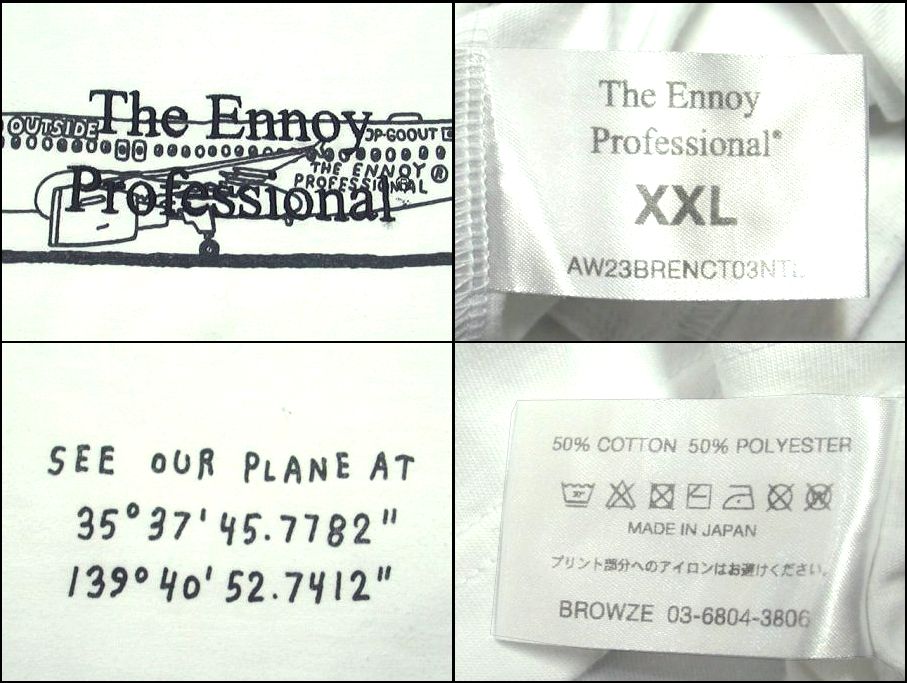 The Ennoy
Professional
OUTSIDE
JP-GOOUT
THE ENNOY®
PROFESSIONAL
The Ennoy
Professional®
XXL
SEE OUR PLANE AT
35°37'45.7782"
139°40'52.7412"
50% COTTON 50% POLYESTER
MADE IN JAPAN
プリント部分へのアイロンはお避けください。
BROWZE 03-6804-3806